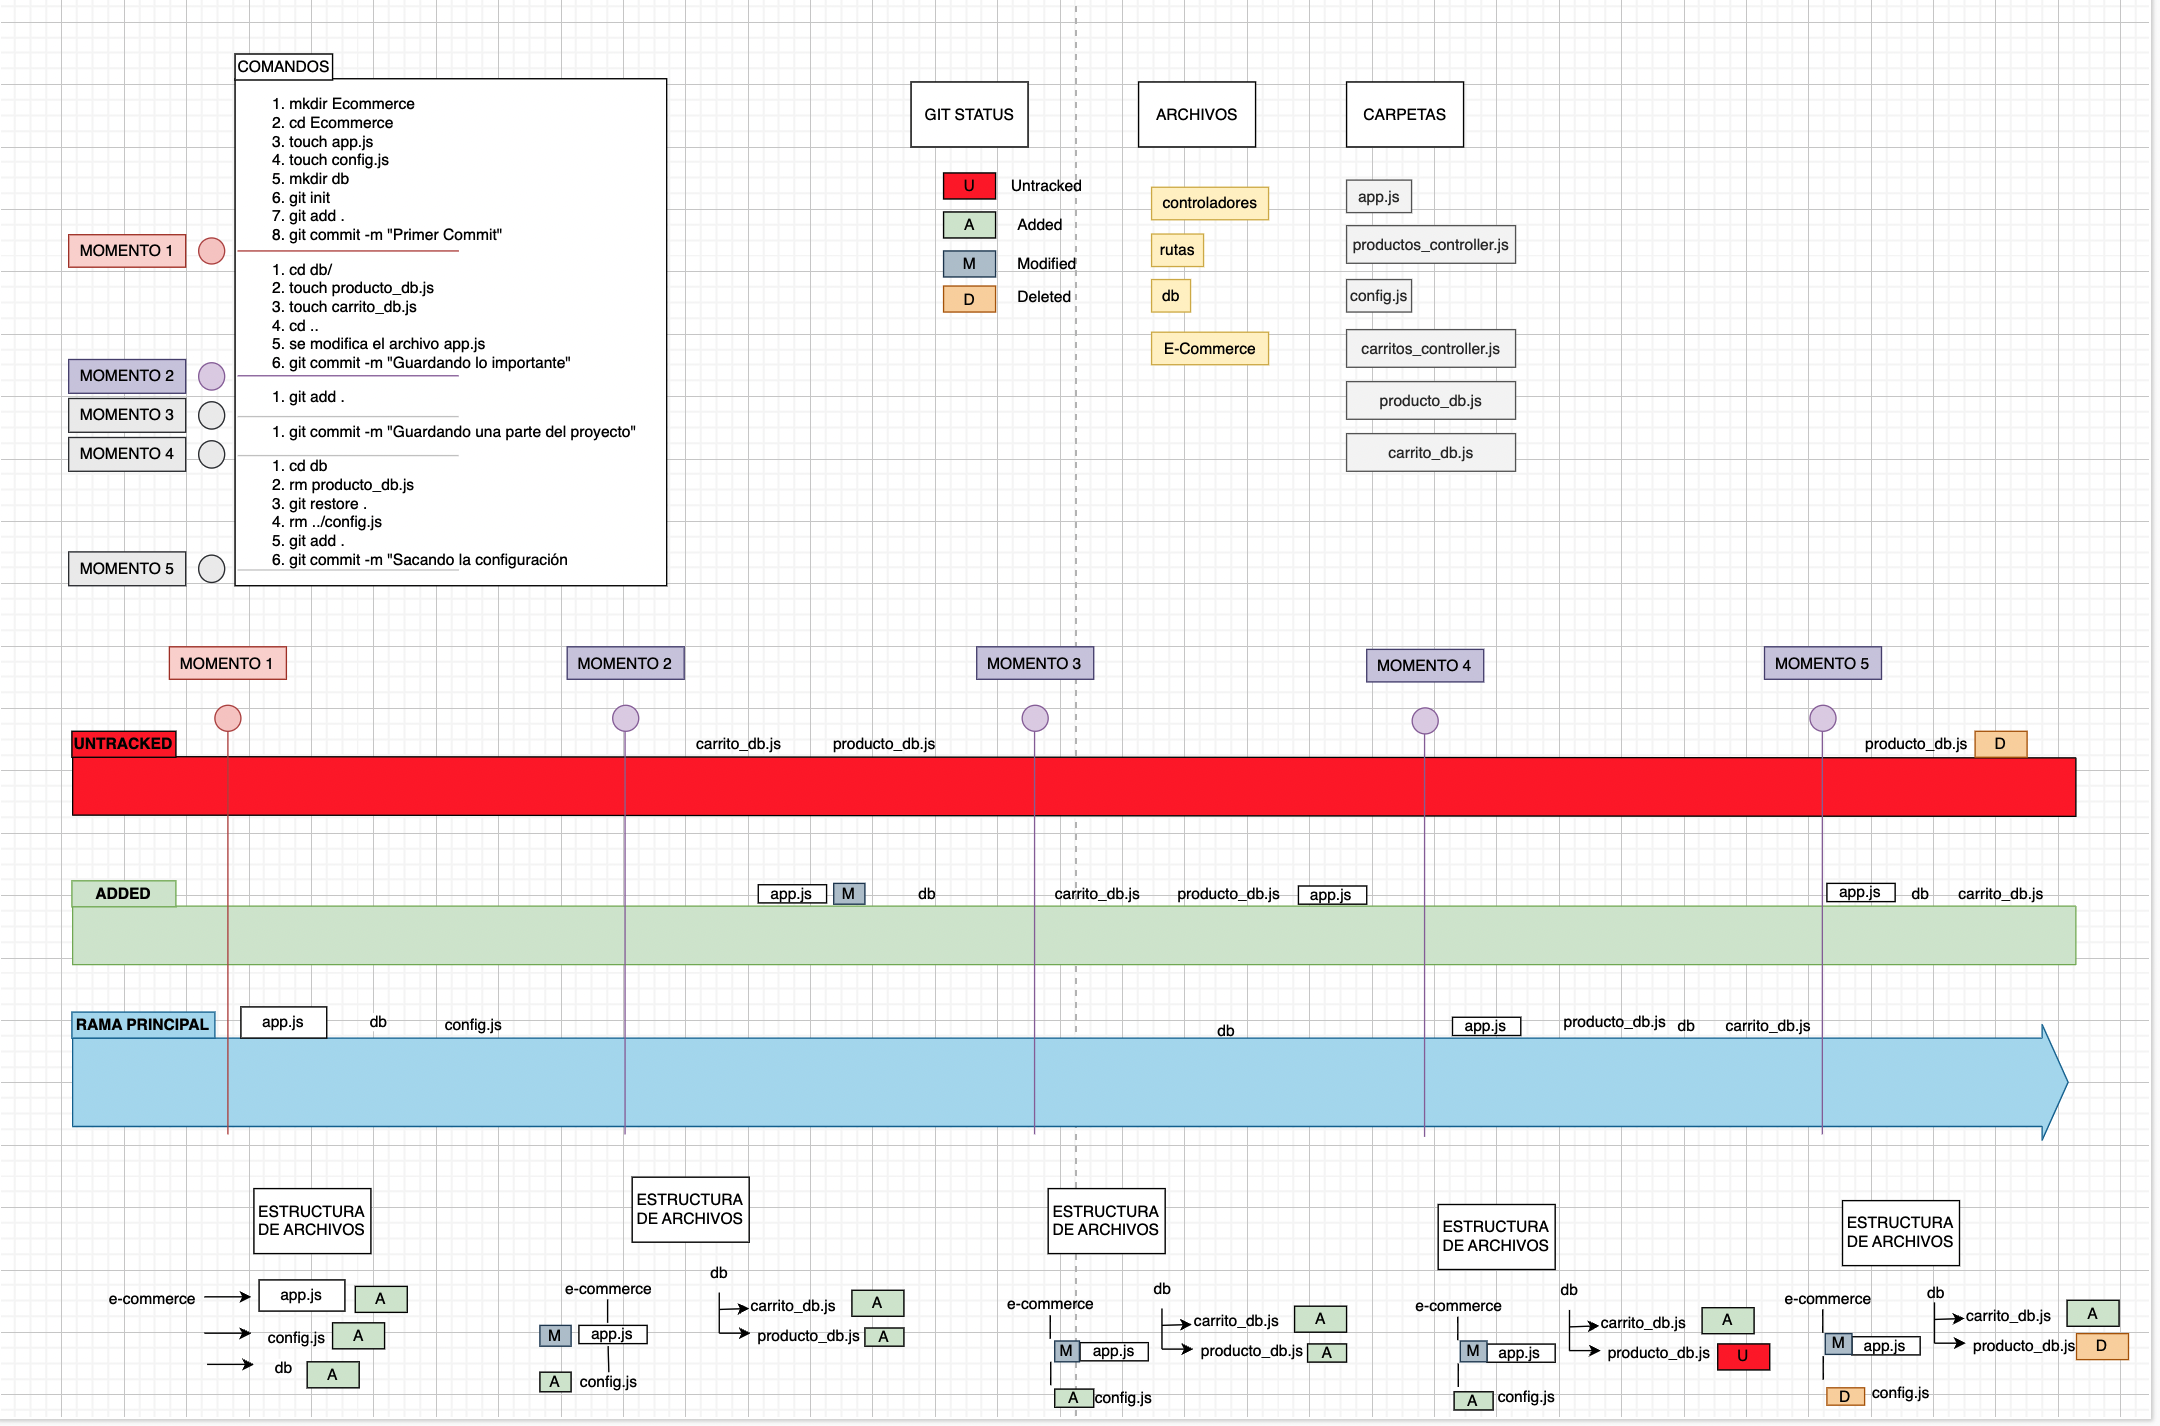 COMANDOS
1. mkdir Ecommerce
2. cd Ecommerce
3. touch app.js
4. touch config.js
5. mkdir db
6. git init
7. git add .
8. git commit -m "Primer Commit"
MOMENTO 1
1. cd db/
2. touch producto_db.js
3. touch carrito_db.js
4. cd ..
5. se modifica el archivo app.js
6. git commit -m "Guardando lo importante"
MOMENTO 2
1. git add .
MOMENTO 3
1. git commit -m "Guardando una parte del proyecto"
MOMENTO 4
1. cd db
2. rm producto_db.js
3. git restore .
4. rm ../config.js
5. git add .
6. git commit -m "Sacando la configuración
MOMENTO 5
GIT STATUS
U Untracked
A Added
M Modified
D Deleted
ARCHIVOS
controladores
rutas
db
E-Commerce
CARPETAS
app.js
productos_controller.js
config.js
carritos_controller.js
producto_db.js
carrito_db.js
MOMENTO 1 MOMENTO 2 MOMENTO 3 MOMENTO 4 MOMENTO 5
UNTRACKED carrito_db.js producto_db.js producto_db.js D
ADDED app.js M db carrito_db.js producto_db.js app.js app.js db carrito_db.js
RAMA PRINCIPAL app.js db config.js db app.js producto_db.js db carrito_db.js
ESTRUCTURA
DE ARCHIVOS
e-commerce app.js A
config.js A
db A
ESTRUCTURA
DE ARCHIVOS
e-commerce
M app.js
A config.js
db
carrito_db.js A
producto_db.js A
ESTRUCTURA
DE ARCHIVOS
e-commerce
M app.js
A config.js
db
carrito_db.js A
producto_db.js A
ESTRUCTURA
DE ARCHIVOS
e-commerce
M app.js
A config.js
db
carrito_db.js A
producto_db.js U
ESTRUCTURA
DE ARCHIVOS
e-commerce
M app.js
D config.js
db
carrito_db.js A
producto_db.js D